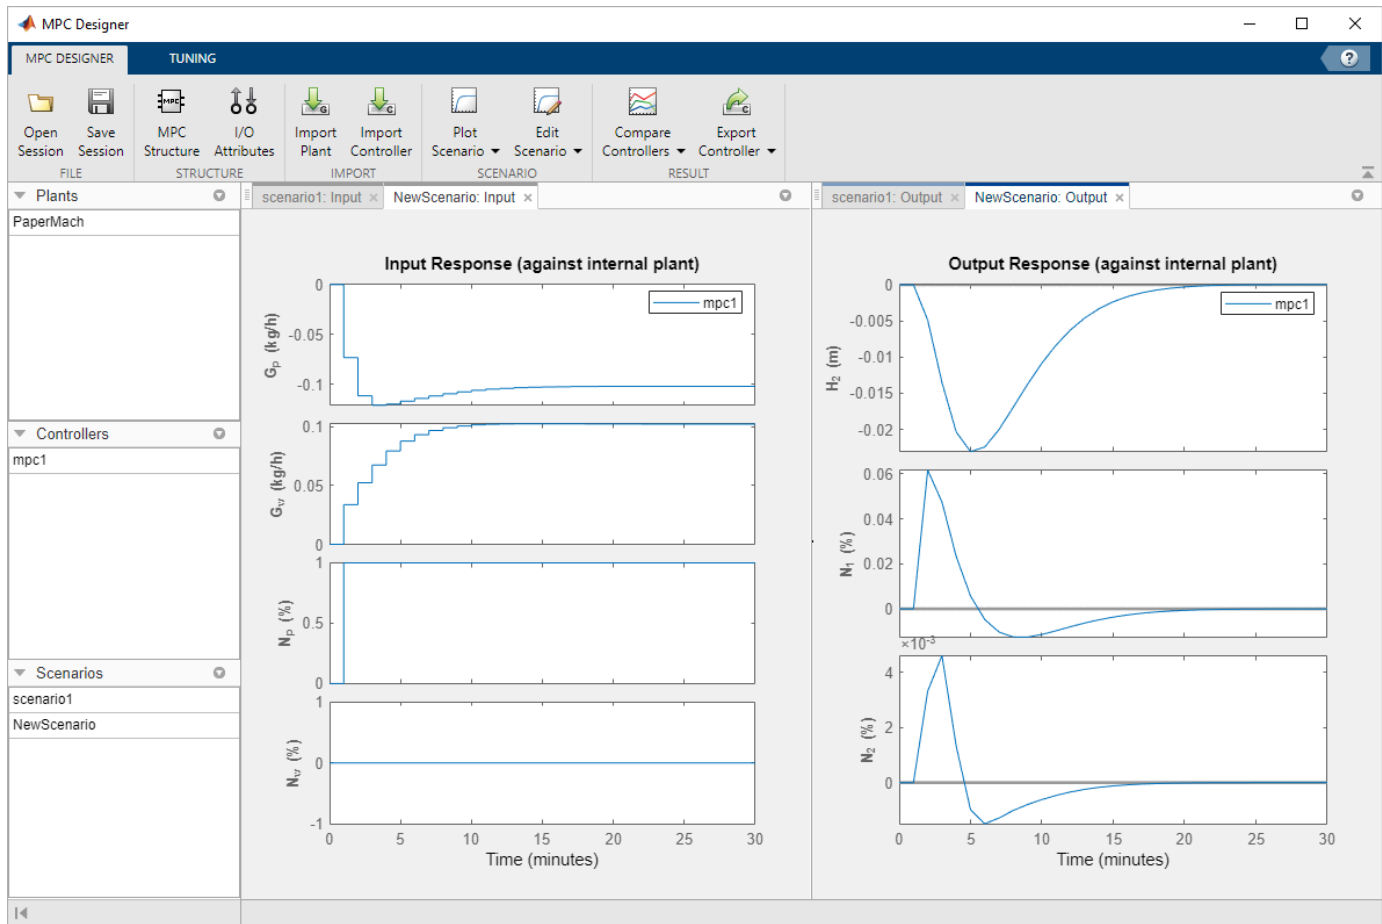 MPC Designer
MPC DESIGNER TUNING
?
MPC
G
C
C
Open Session
Save Session
MPC Structure
I/O Attributes
Import Plant
Import Controller
Plot Scenario
Edit Scenario
Compare Controllers
Export Controller
FILE STRUCTURE IMPORT SCENARIO RESULT
Plants
PaperMach
Controllers
mpc1
Scenarios
scenario1
NewScenario
scenario1: Input × NewScenario: Input ×
Input Response (against internal plant)
mpc1
G_p (kg/h)
0
-0.05
-0.1
G_w (kg/h)
0.1
0.05
0
N_p (%)
1
0.5
0
N_w (%)
1
0
-1
0 5 10 15 20 25 30
Time (minutes)
scenario1: Output × NewScenario: Output ×
Output Response (against internal plant)
mpc1
H₂ (m)
0
-0.005
-0.01
-0.015
-0.02
N₁ (%)
0.06
0.04
0.02
0
×10⁻³
N₂ (%)
4
2
0
0 5 10 15 20 25 30
Time (minutes)